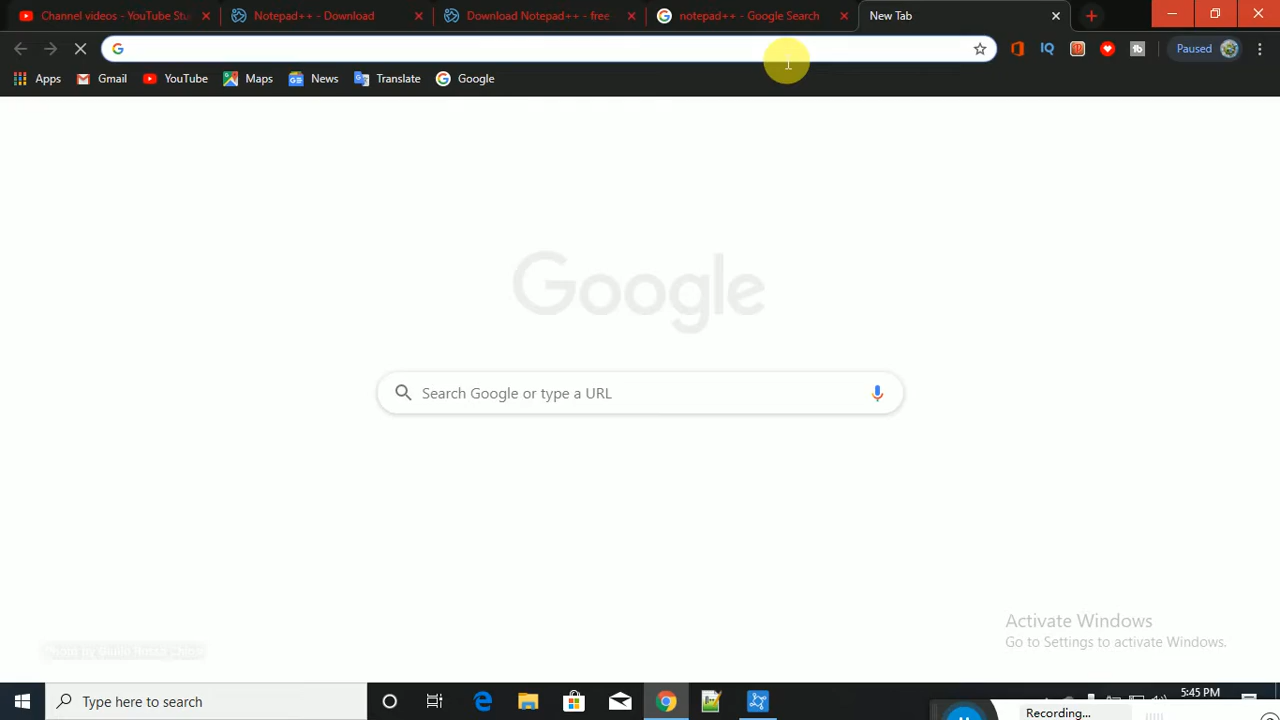 Channel videos - YouTube Stu
Notepad++ - Download
Download Notepad++ - free
notepad++ - Google Search
New Tab
Paused
Apps
Gmail
YouTube
Maps
News
Translate
Google
Google
Search Google or type a URL
Activate Windows
Go to Settings to activate Windows.
Photo by
Type here to search
5:45 PM
Recording...